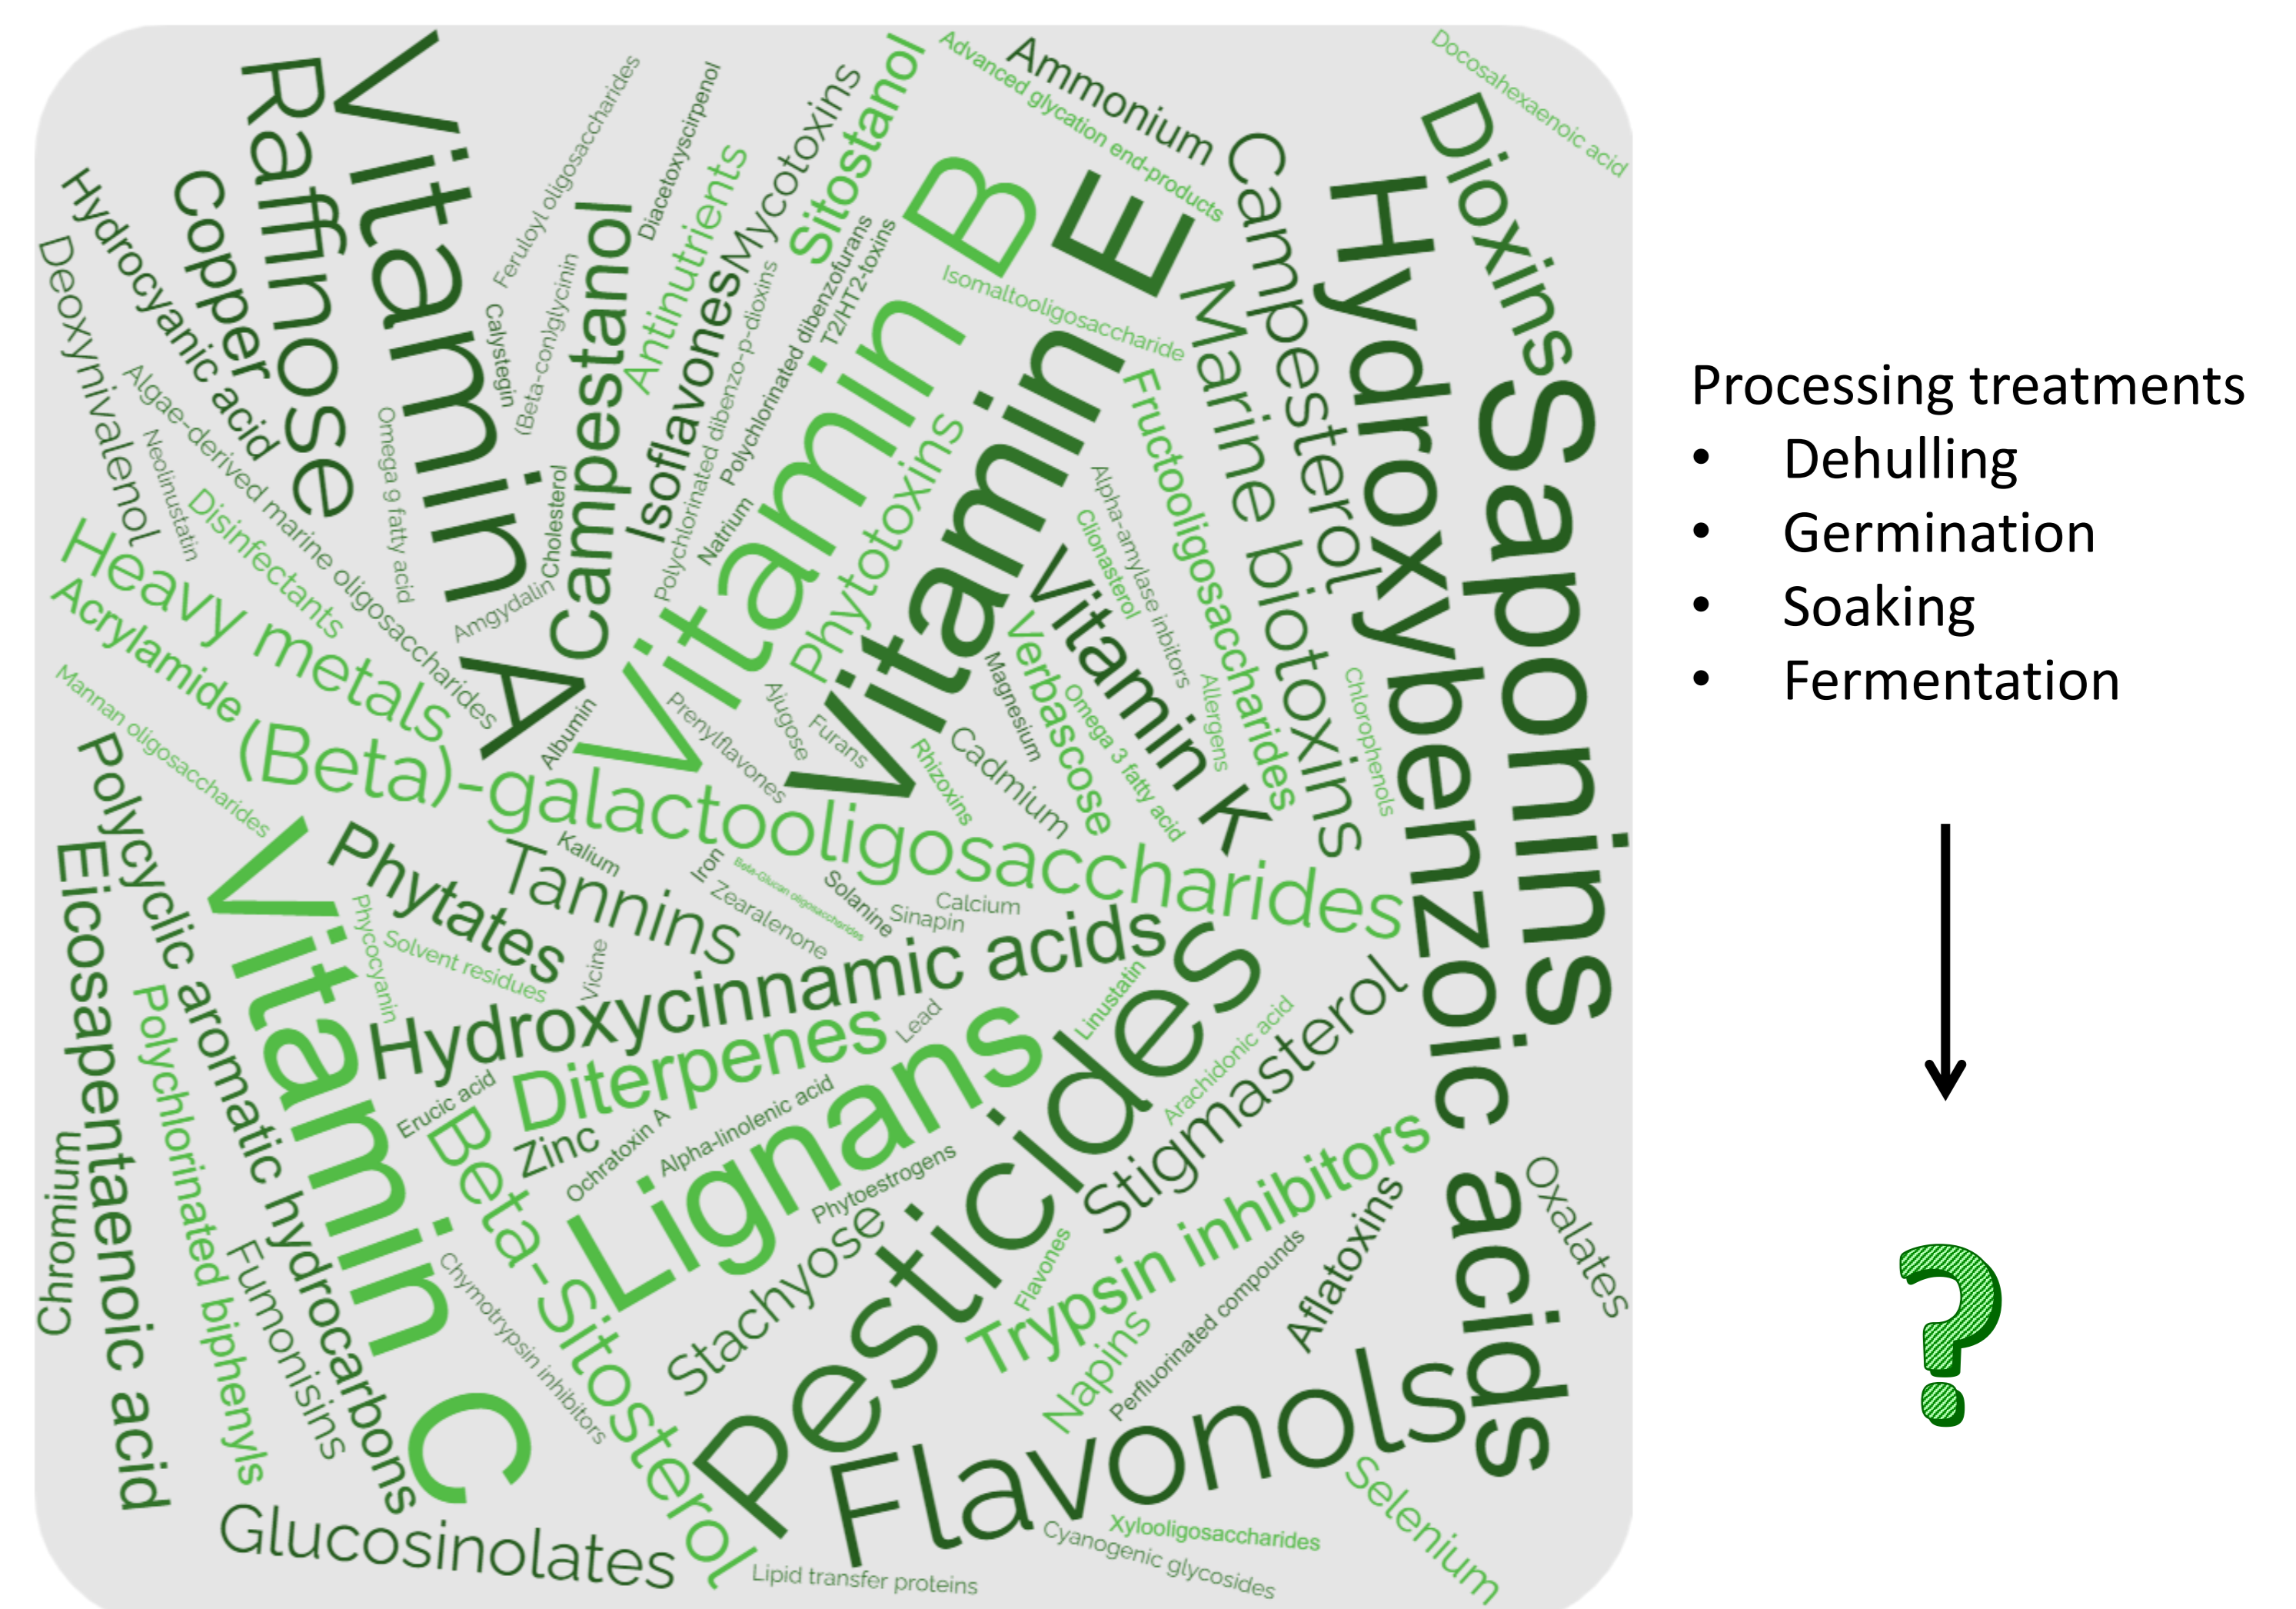 Vitamin A
Raffinose
Copper
Hydrocyanic acid
Deoxynivalenol
Algae-derived marine oligosaccharides
Neolinustatin
Disinfectants
Omega 9 fatty acid
Heavy metals
Acrylamide
Mannan oligosaccharides
Feruloyl oligosaccharides
Diacetoxyscirpenol
Calystegin
(Beta-con)glycinin
Campestanol
Cholesterol
Amgydalin
Albumin
Antinutrients
Isoflavones
Mycotoxins
Sitostanol
Polychlorinated dibenzo-p-dioxins
Polychlorinated dibenzofurans
T2/HT2-toxins
Natrium
Vitamin B
Phytotoxins
Vitamin E
Advanced glycation end-products
Ammonium
Isomaltooligosaccharide
Campesterol
Marine biotoxins
Fructooligosaccharides
Alpha-amylase inbitors
Clionasterol
Allergens
Chlorophenols
Vitamin K
Verbascose
Omega 3 fatty acid
Magnesium
Cadmium
Rhizoxins
Furans
Ajugose
Prenylflavones
Docosahexaenoic acid
Dioxins
Saponins
Hydroxybenzoic acids
(Beta)-galactooligosaccharides
Polycyclic aromatic hydrocarbons
Eicosapentaenoic acid
Chromium
Polychlorinated biphenyls
Fumonisins
Vitamin C
Phytates
Tannins
Kalium
Iron
Beta-Glucan oligosaccharides
Zearalenone
Solanine
Sinapin
Calcium
Phycocyanin
Solvent residues
Vicine
Hydroxycinnamic acids
Diterpenes
Lead
Linustatin
Arachidonic acid
Stigmasterol
Erucic acid
Zinc
Ochratoxin A
Alpha-linolenic acid
Lignans
Phytoestrogens
Pesticides
Beta-Sitosterol
Chymotrypsin inhibitors
Stachyose
Flavones
Trypsin inhibitors
Napins
Perfluorinated compounds
Aflatoxins
Oxalates
Flavonols
Selenium
Xylooligosaccharides
Cyanogenic glycosides
Lipid transfer proteins
Glucosinolates
Processing treatments
• Dehulling
• Germination
• Soaking
• Fermentation
?